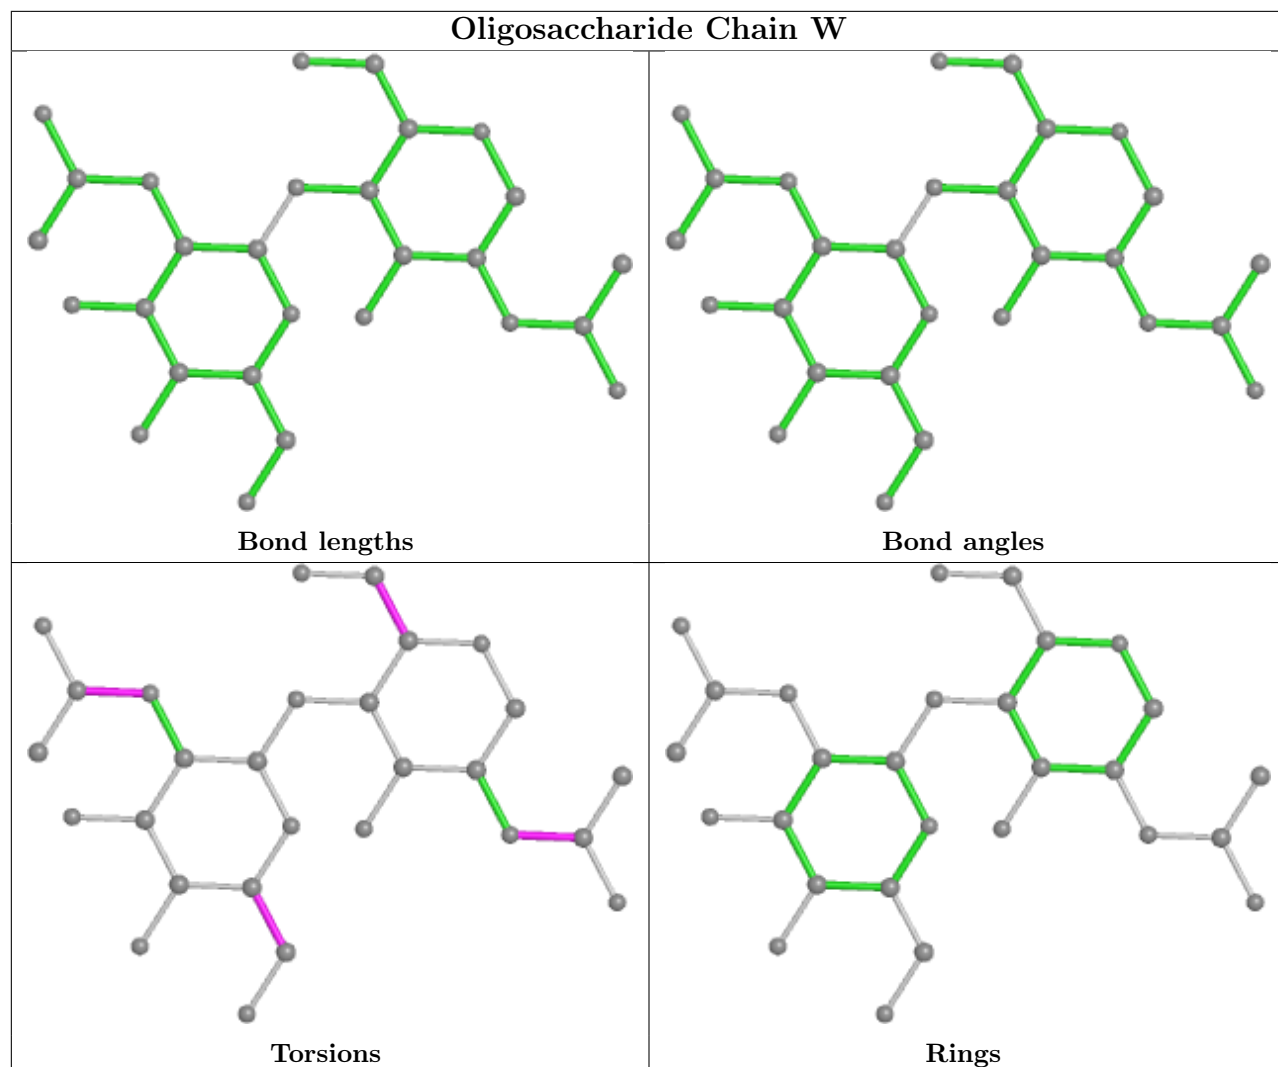 Oligosaccharide Chain W
Bond lengths
Bond angles
Torsions
Rings